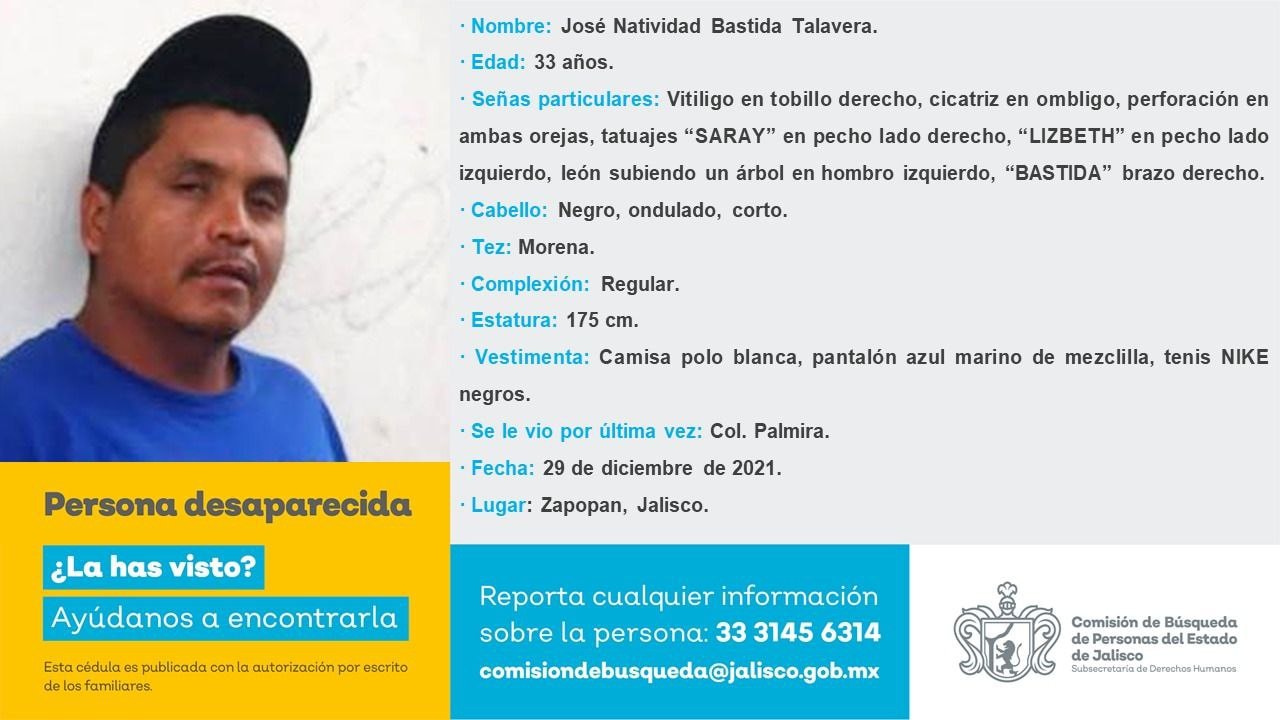 · Nombre: José Natividad Bastida Talavera.
· Edad: 33 años.
· Señas particulares: Vitiligo en tobillo derecho, cicatriz en ombligo, perforación en
ambas orejas, tatuajes “SARAY” en pecho lado derecho, “LIZBETH” en pecho lado
izquierdo, león subiendo un árbol en hombro izquierdo, “BASTIDA” brazo derecho.
· Cabello: Negro, ondulado, corto.
· Tez: Morena.
· Complexión: Regular.
· Estatura: 175 cm.
· Vestimenta: Camisa polo blanca, pantalón azul marino de mezclilla, tenis NIKE
negros.
· Se le vio por última vez: Col. Palmira.
· Fecha: 29 de diciembre de 2021.
· Lugar: Zapopan, Jalisco.
Persona desaparecida
¿La has visto?
Ayúdanos a encontrarla
Esta cédula es publicada con la autorización por escrito
de los familiares.
Reporta cualquier información
sobre la persona: 33 3145 6314
comisiondebusqueda@jalisco.gob.mx
Comisión de Búsqueda
de Personas del Estado
de Jalisco
Subsecretaría de Derechos Humanos